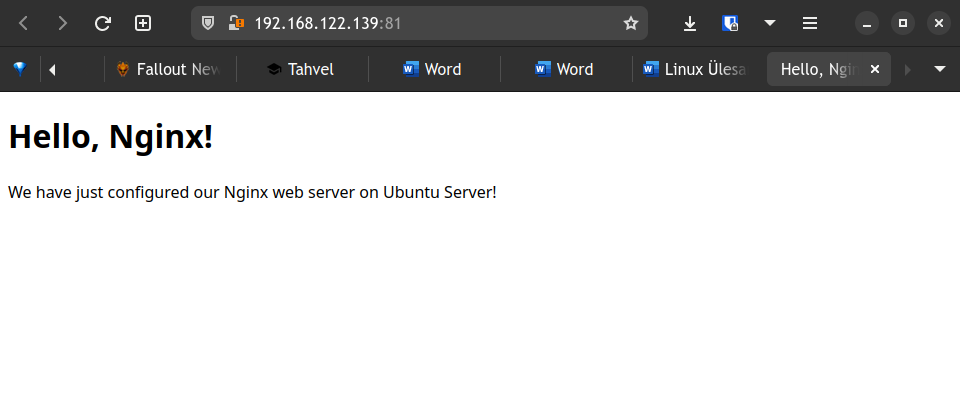 192.168.122.139:81
Fallout New
Tahvel
Word
Word
Linux Ülesa
Hello, Ngin
Hello, Nginx!
We have just configured our Nginx web server on Ubuntu Server!